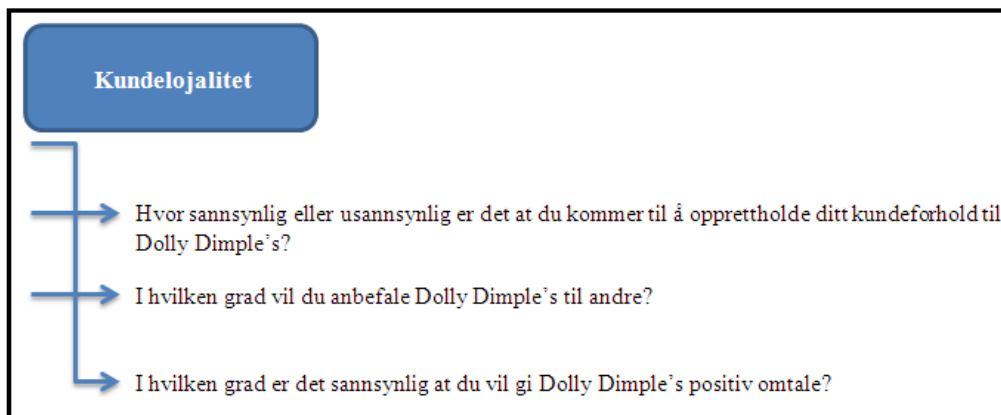 Kundelojalitet
Hvor sannsynlig eller usannsynlig er det at du kommer til å opprettholde ditt kundeforhold til
Dolly Dimple’s?
I hvilken grad vil du anbefale Dolly Dimple’s til andre?
I hvilken grad er det sannsynlig at du vil gi Dolly Dimple’s positiv omtale?